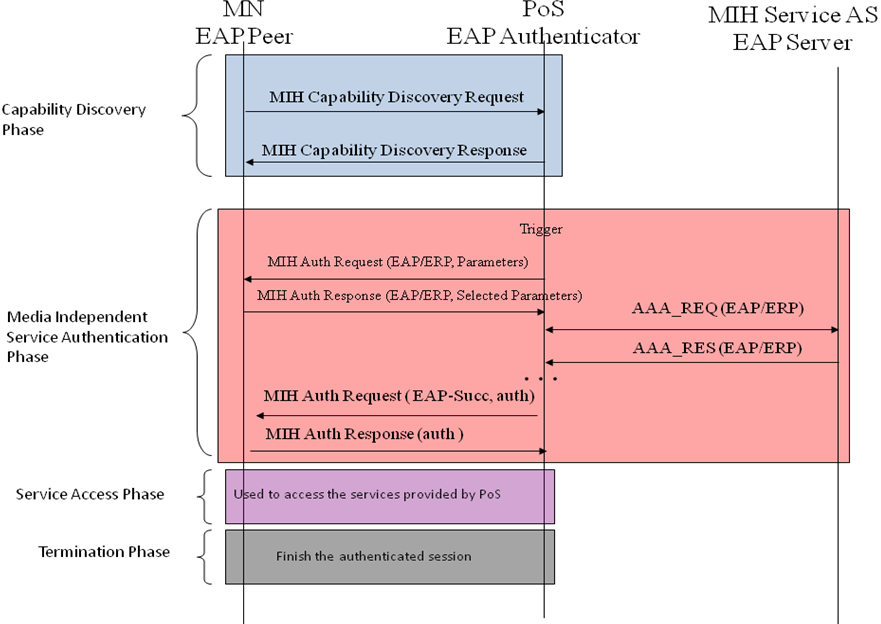 MN
EAP Peer
PoS
EAP Authenticator
MIH Service AS
EAP Server
Capability Discovery
Phase
MIH Capability Discovery Request
MIH Capability Discovery Response
Media Independent
Service Authentication
Phase
Trigger
MIH Auth Request (EAP/ERP, Parameters)
MIH Auth Response (EAP/ERP, Selected Parameters)
AAA_REQ (EAP/ERP)
AAA_RES (EAP/ERP)
. . .
MIH Auth Request ( EAP-Succ, auth)
MIH Auth Response (auth )
Service Access Phase
Used to access the services provided by PoS
Termination Phase
Finish the authenticated session